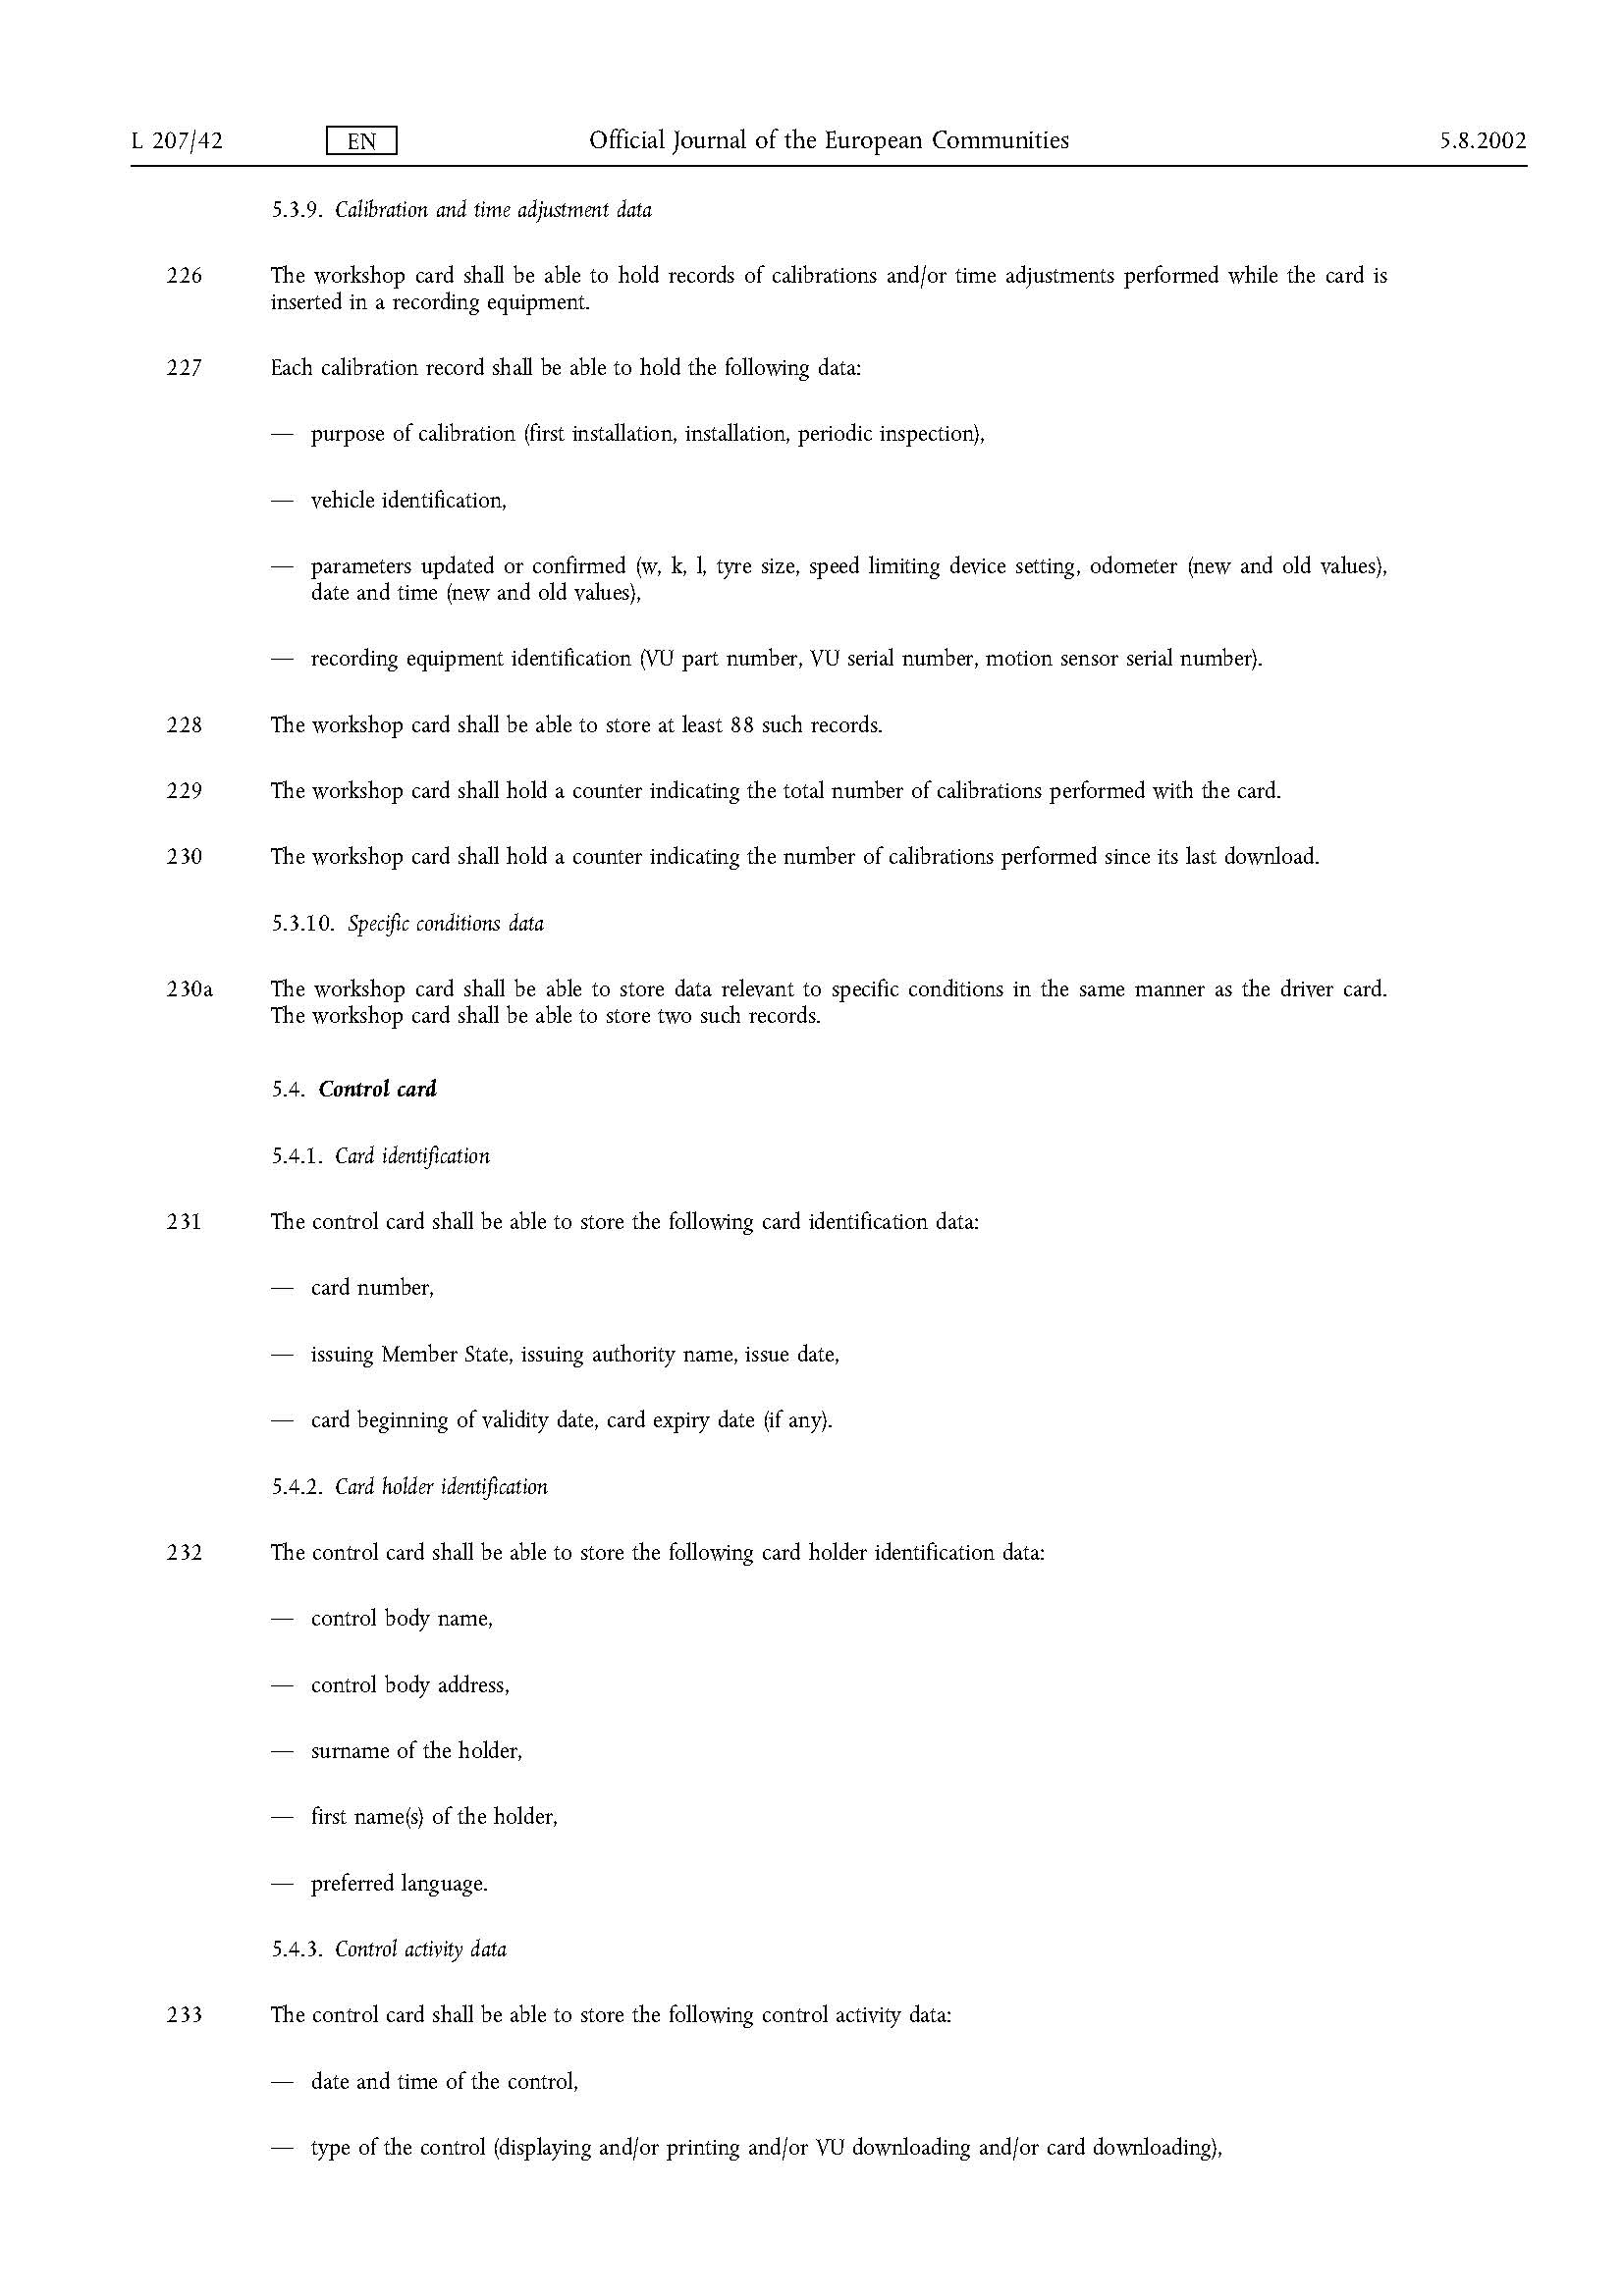 L 207/42 EN Official Journal of the European Communities 5.8.2002
5.3.9. Calibration and time adjustment data
226 The workshop card shall be able to hold records of calibrations and/or time adjustments performed while the card is
inserted in a recording equipment.
227 Each calibration record shall be able to hold the following data:
— purpose of calibration (first installation, installation, periodic inspection),
— vehicle identification,
— parameters updated or confirmed (w, k, l, tyre size, speed limiting device setting, odometer (new and old values),
date and time (new and old values),
— recording equipment identification (VU part number, VU serial number, motion sensor serial number).
228 The workshop card shall be able to store at least 88 such records.
229 The workshop card shall hold a counter indicating the total number of calibrations performed with the card.
230 The workshop card shall hold a counter indicating the number of calibrations performed since its last download.
5.3.10. Specific conditions data
230a The workshop card shall be able to store data relevant to specific conditions in the same manner as the driver card.
The workshop card shall be able to store two such records.
5.4. Control card
5.4.1. Card identification
231 The control card shall be able to store the following card identification data:
— card number,
— issuing Member State, issuing authority name, issue date,
— card beginning of validity date, card expiry date (if any).
5.4.2. Card holder identification
232 The control card shall be able to store the following card holder identification data:
— control body name,
— control body address,
— surname of the holder,
— first name(s) of the holder,
— preferred language.
5.4.3. Control activity data
233 The control card shall be able to store the following control activity data:
— date and time of the control,
— type of the control (displaying and/or printing and/or VU downloading and/or card downloading),